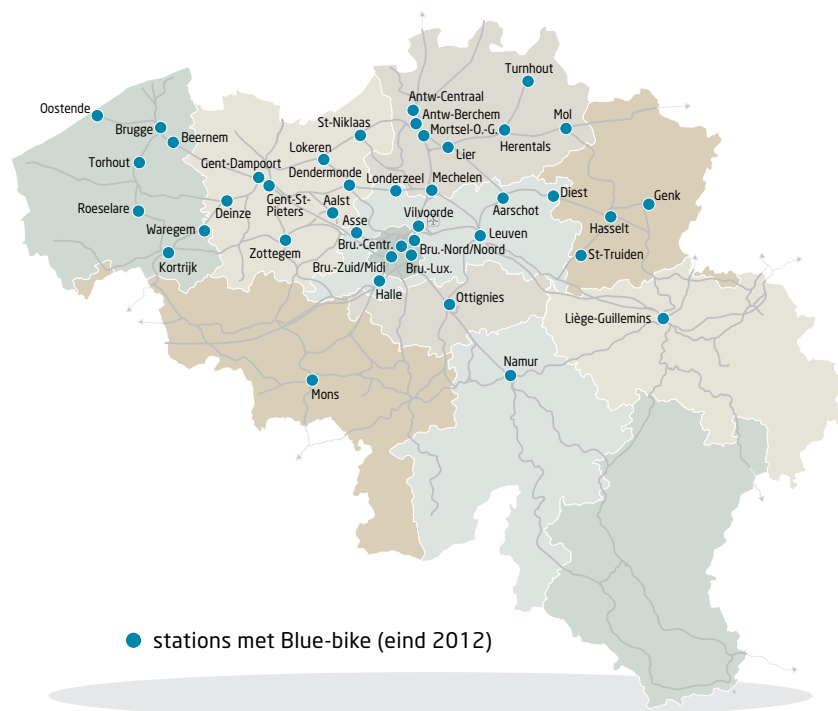 Turnhout
Oostende
Antw-Centraal
Antw-Berchem
Mortsel-O.-G.
Mol
St-Niklaas
Brugge
Beernem
Herentals
Lier
Lokeren
Torhout
Gent-Dampoort
Dendermonde
Londerzeel
Mechelen
Diest
Genk
Gent-St-
Pieters
Aalst
Aarschot
Roeselare
Deinze
Vilvoorde
Hasselt
Asse
Waregem
Leuven
Bru.-Centr.
Bru.-Nord/Noord
Zottegem
St-Truiden
Kortrijk
Bru.-Zuid/Midi
Bru.-Lux.
Halle
Ottignies
Liège-Guillemins
Namur
Mons
stations met Blue-bike (eind 2012)